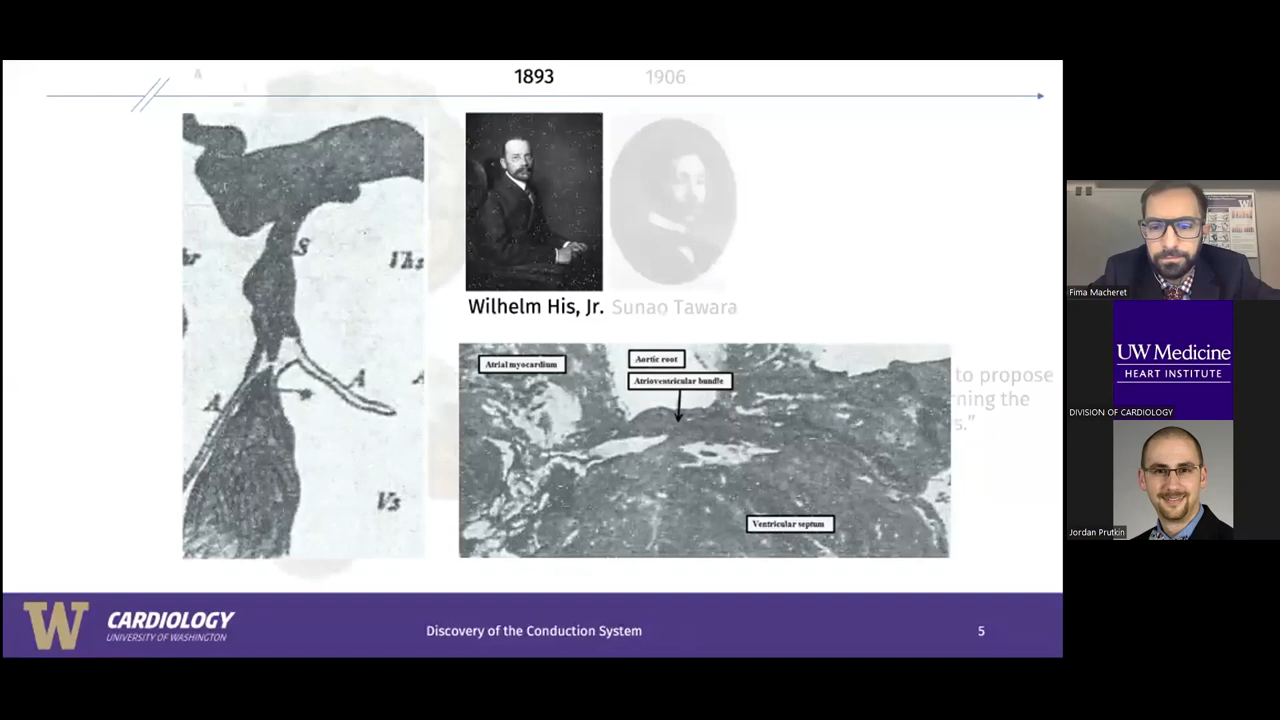 1893
1906
S
Vs
A
A
Vs
Wilhelm His, Jr.
Sunao Tawara
Atrial myocardium
Aortic root
Atrioventricular bundle
Ventricular septum
to propose
ning the
s.”
W
CARDIOLOGY
UNIVERSITY OF WASHINGTON
Discovery of the Conduction System
5
Fima Macheret
UW Medicine
HEART INSTITUTE
DIVISION OF CARDIOLOGY
Jordan Prutkin